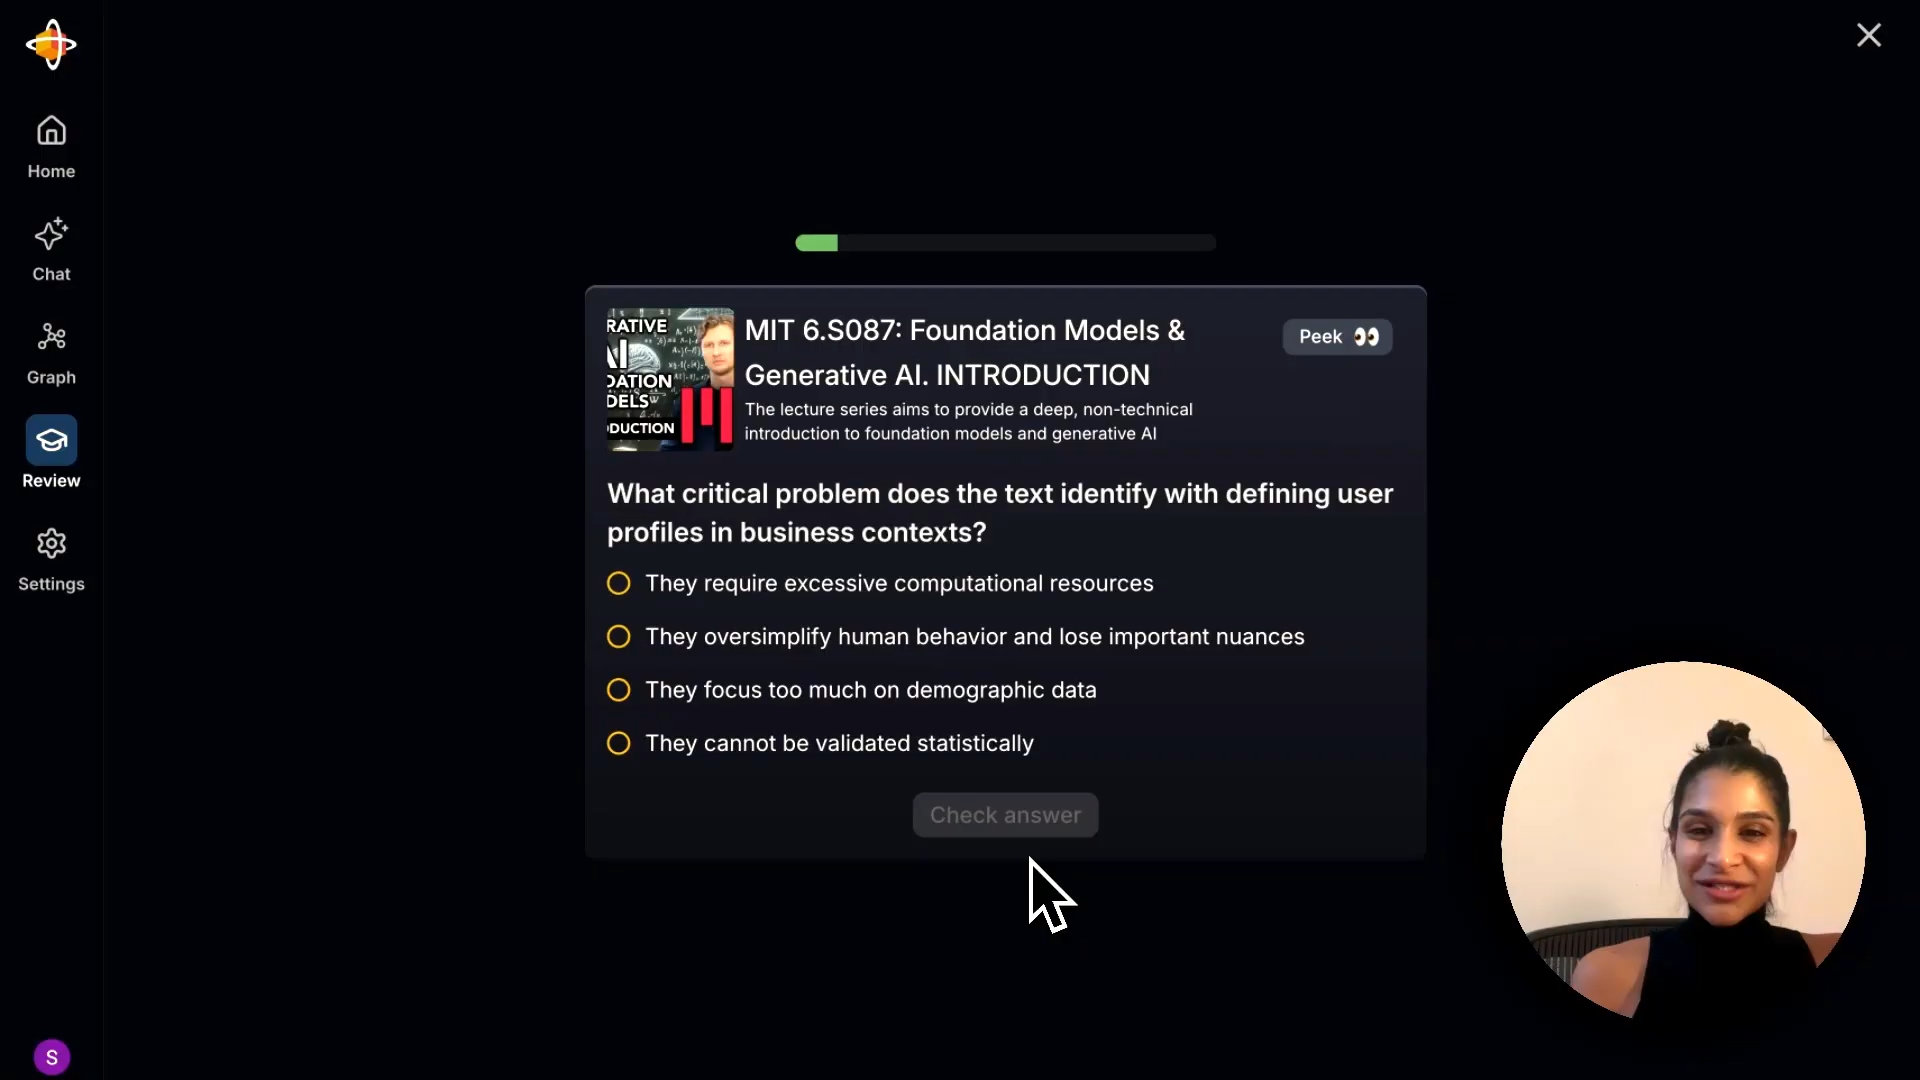 Home
Chat
Graph
Review
Settings
S
RATIVE
AI
DATION
DELS
DUCTION
MIT 6.S087: Foundation Models &
Generative AI. INTRODUCTION
The lecture series aims to provide a deep, non-technical
introduction to foundation models and generative AI
Peek
What critical problem does the text identify with defining user
profiles in business contexts?
They require excessive computational resources
They oversimplify human behavior and lose important nuances
They focus too much on demographic data
They cannot be validated statistically
Check answer